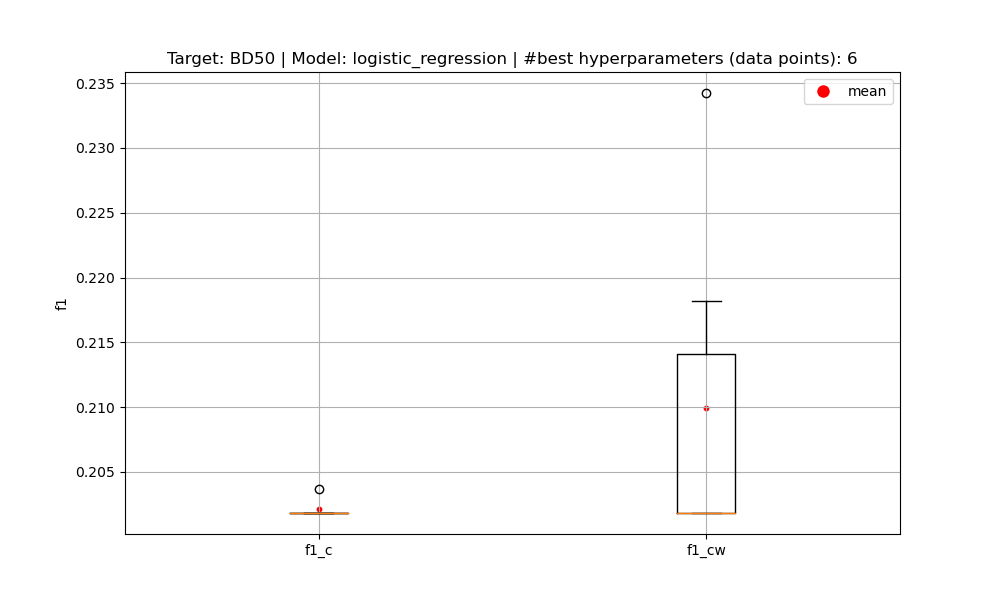 Target: BD50 | Model: logistic_regression | #best hyperparameters (data points): 6
mean
0.235
0.230
0.225
0.220
0.215
0.210
0.205
f1
f1_c
f1_cw